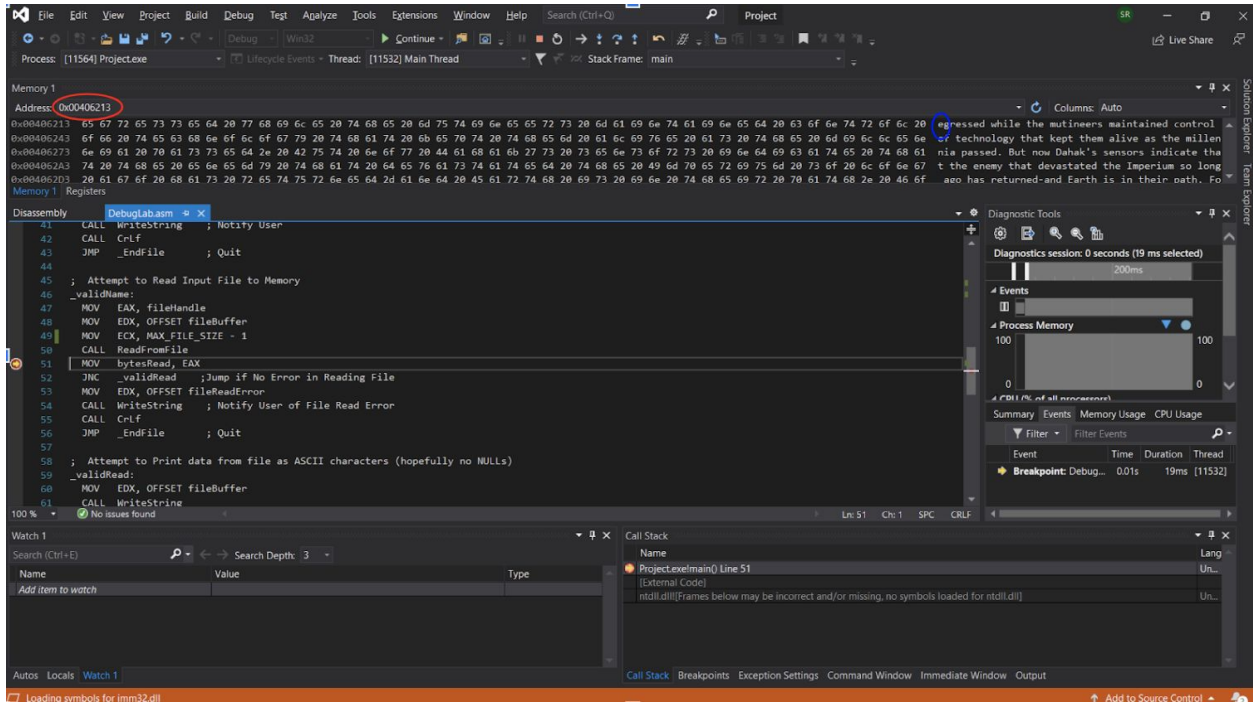 File Edit View Project Build Debug Test Analyze Tools Extensions Window Help Search (Ctrl+Q) Project SR
Debug Win32 Continue Live Share
Process: [11564] Project.exe Lifecycle Events Thread: [11532] Main Thread Stack Frame: main
Memory 1
Address: 0x00406213 Columns: Auto
0x00406213 65 67 72 65 73 73 65 64 20 77 68 69 6c 65 20 74 68 65 20 6d 75 74 69 6e 65 65 72 73 20 6d 61 69 6e 74 61 69 6e 65 64 20 63 6f 6e 74 72 6f 6c 20 egressed while the mutineers maintained control
0x00406243 6f 66 20 74 65 63 68 6e 6f 6c 6f 67 79 20 74 68 61 74 20 6b 65 70 74 20 74 68 65 6d 20 61 6c 69 76 65 20 61 73 20 74 68 65 20 6d 69 6c 6c 65 6e of technology that kept them alive as the millen
0x00406273 6e 69 61 20 70 61 73 73 65 64 2e 20 42 75 74 20 6e 6f 77 20 44 61 68 61 6b 27 73 20 73 65 6e 73 6f 72 73 20 69 6e 64 69 63 61 74 65 20 74 68 61 nia passed. But now Dahak's sensors indicate tha
0x004062A3 74 20 74 68 65 20 65 6e 65 6d 79 20 74 68 61 74 20 64 65 76 61 73 74 61 74 65 64 20 74 68 65 20 49 6d 70 65 72 69 75 6d 20 73 6f 20 6c 6f 6e 67 t the enemy that devastated the Imperium so long
0x004062D3 20 61 67 6f 20 68 61 73 20 72 65 74 75 72 6e 65 64 2d 61 6e 64 20 45 61 72 74 68 20 69 73 20 69 6e 20 74 68 65 69 72 20 70 61 74 68 2e 20 46 6f ago has returned-and Earth is in their path. Fo
Memory 1 Registers
Solution Explorer Team Explorer
Disassembly DebugLab.asm
41 CALL WriteString ; Notify User
42 CALL CrLf
43 JMP _EndFile ; Quit
44
45 ; Attempt to Read Input File to Memory
46 _validName:
47 MOV EAX, fileHandle
48 MOV EDX, OFFSET fileBuffer
49 MOV ECX, MAX_FILE_SIZE - 1
50 CALL ReadFromFile
51 MOV bytesRead, EAX
52 JNC _validRead ;Jump if No Error in Reading File
53 MOV EDX, OFFSET fileReadError
54 CALL WriteString ; Notify User of File Read Error
55 CALL CrLf
56 JMP _EndFile ; Quit
57
58 ; Attempt to Print data from file as ASCII characters (hopefully no NULLs)
59 _validRead:
60 MOV EDX, OFFSET fileBuffer
61 CALL WriteString
100 % No issues found Ln: 51 Ch: 1 SPC CRLF
Diagnostic Tools
Diagnostics session: 0 seconds (19 ms selected)
200ms
Events
Process Memory
100 100
0 0
CPU (% of all processors)
Summary Events Memory Usage CPU Usage
Filter Filter Events
Event Time Duration Thread
Breakpoint: Debug... 0.01s 19ms [11532]
Watch 1
Search (Ctrl+E) Search Depth: 3
Name Value Type
Add item to watch
Autos Locals Watch 1
Call Stack
Name Lang
Project.exe!main() Line 51 Un...
[External Code]
ntdll.dll![Frames below may be incorrect and/or missing, no symbols loaded for ntdll.dll] Un...
Call Stack Breakpoints Exception Settings Command Window Immediate Window Output
Loading symbols for imm32.dll Add to Source Control